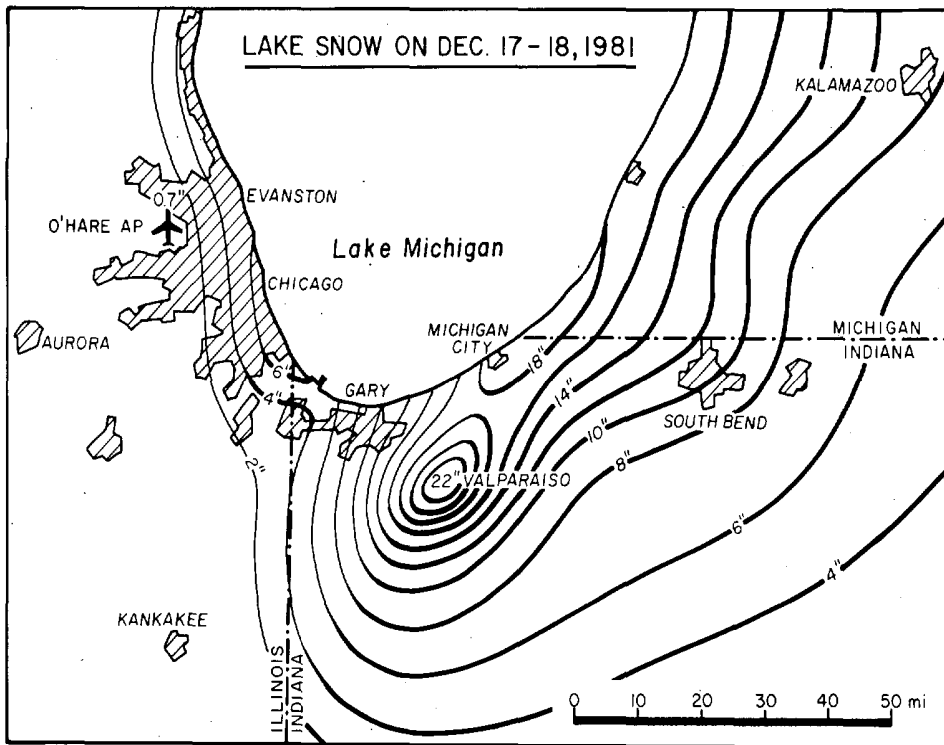 LAKE SNOW ON DEC. 17-18, 1981
KALAMAZOO
0.7"
EVANSTON
O'HARE AP
Lake Michigan
CHICAGO
AURORA
MICHIGAN
CITY
MICHIGAN
INDIANA
6"
18"
GARY
4"
14"
SOUTH BEND
10"
2"
8"
22" VALPARAISO
6"
4"
KANKAKEE
ILLINOIS
INDIANA
0 10 20 30 40 50 mi